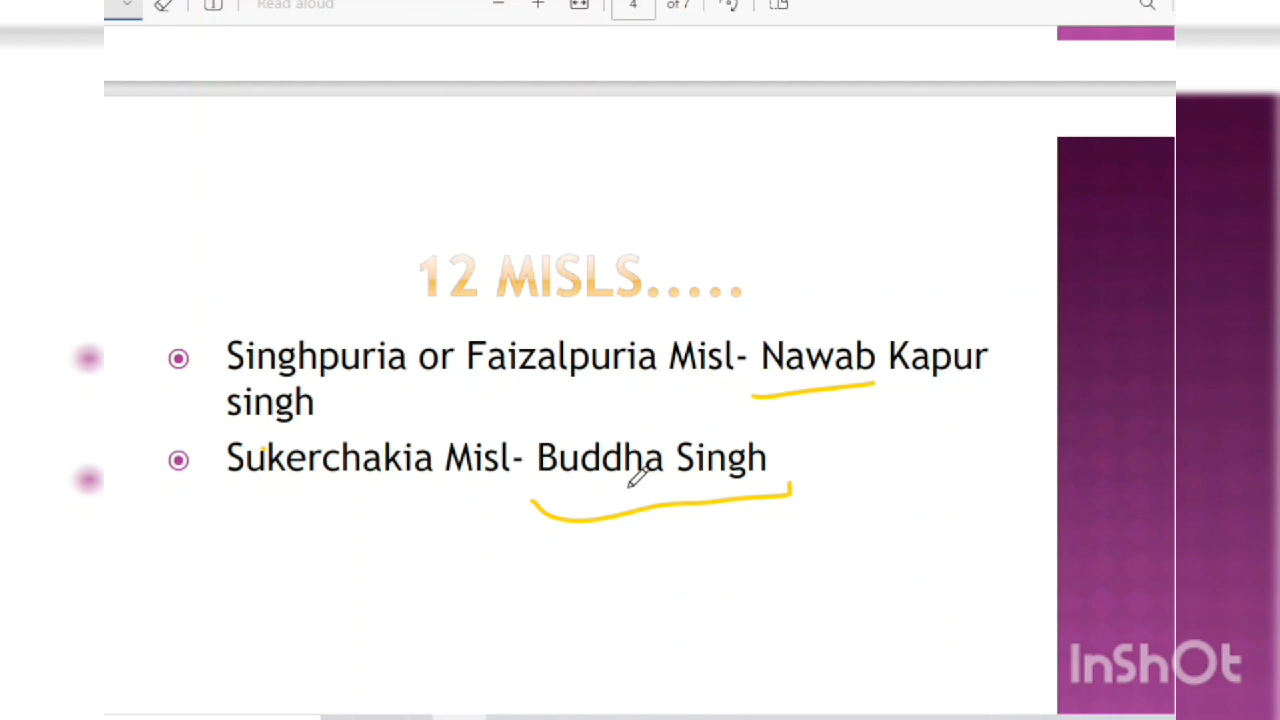 Read aloud
4 of 7
12 MISLS.....
Singhpuria or Faizalpuria Misl- Nawab Kapur
singh
Sukerchakia Misl- Buddha Singh
InShOt